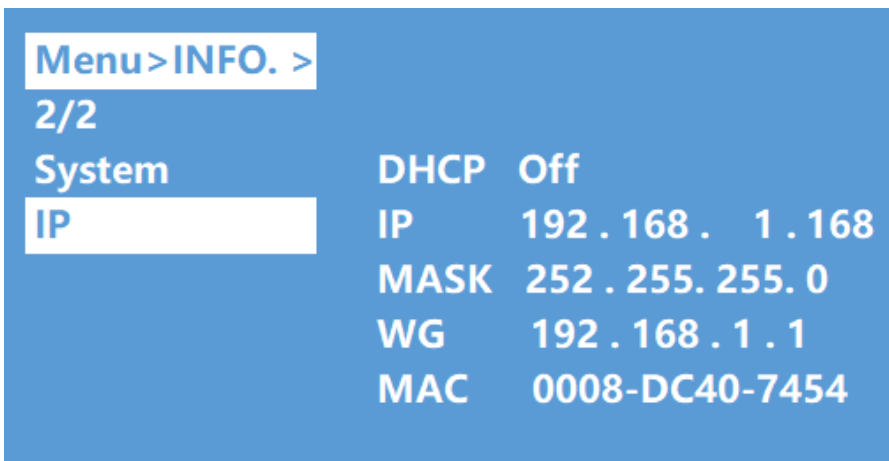 Menu>INFO. >
2/2
System DHCP Off
IP IP 192 . 168 . 1 . 168
MASK 252 . 255. 255. 0
WG 192 . 168 . 1 . 1
MAC 0008-DC40-7454